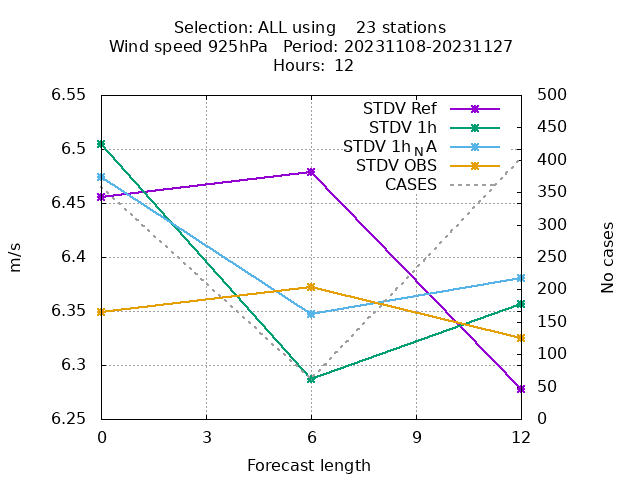 Selection: ALL using    23 stations
Wind speed 925hPa   Period: 20231108-20231127
Hours:  12
6.55
6.5
6.45
6.4
6.35
6.3
6.25
m/s
STDV Ref
STDV 1h
STDV 1h_NA
STDV OBS
CASES
500
450
400
350
300
250
200
150
100
50
0
No cases
0 3 6 9 12
Forecast length